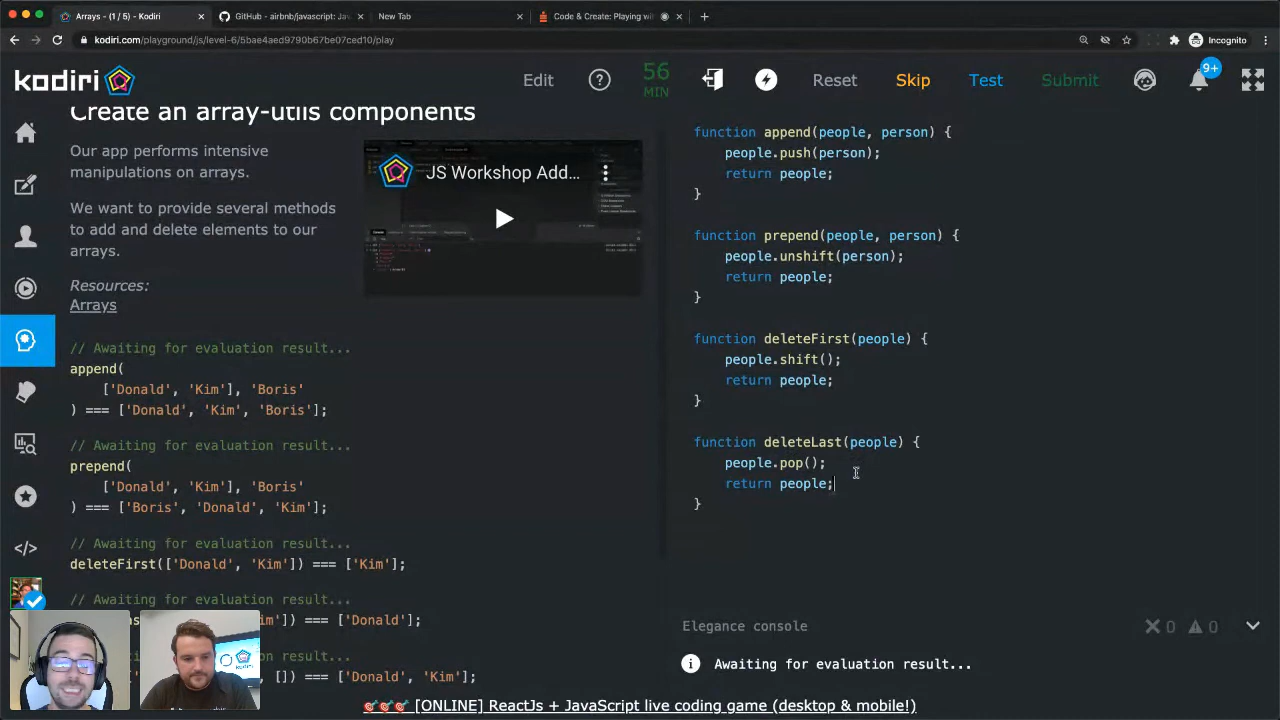 Arrays - (1 / 5) - Kodiri
GitHub - airbnb/javascript: Jav
New Tab
Code & Create: Playing wi
kodiri.com/playground/js/level-6/5bae4aed9790b67be07ced10/play
Incognito
kodiri
Edit
56
MIN
Reset
Skip
Test
Submit
9+
Create an array-utils components
Our app performs intensive
manipulations on arrays.
We want to provide several methods
to add and delete elements to our
arrays.
Resources:
Arrays
JS Workshop Add...
// Awaiting for evaluation result...
append(
['Donald', 'Kim'], 'Boris'
) === ['Donald', 'Kim', 'Boris'];
// Awaiting for evaluation result...
prepend(
['Donald', 'Kim'], 'Boris'
) === ['Boris', 'Donald', 'Kim'];
// Awaiting for evaluation result...
deleteFirst(['Donald', 'Kim']) === ['Kim'];
// Awaiting for evaluation result...
im']) === ['Donald'];
evaluation result...
, []) === ['Donald', 'Kim'];
function append(people, person) {
people.push(person);
return people;
}
function prepend(people, person) {
people.unshift(person);
return people;
}
function deleteFirst(people) {
people.shift();
return people;
}
function deleteLast(people) {
people.pop();
return people;
}
Elegance console
0
0
Awaiting for evaluation result...
kodiri
[ONLINE] ReactJs + JavaScript live coding game (desktop & mobile!)